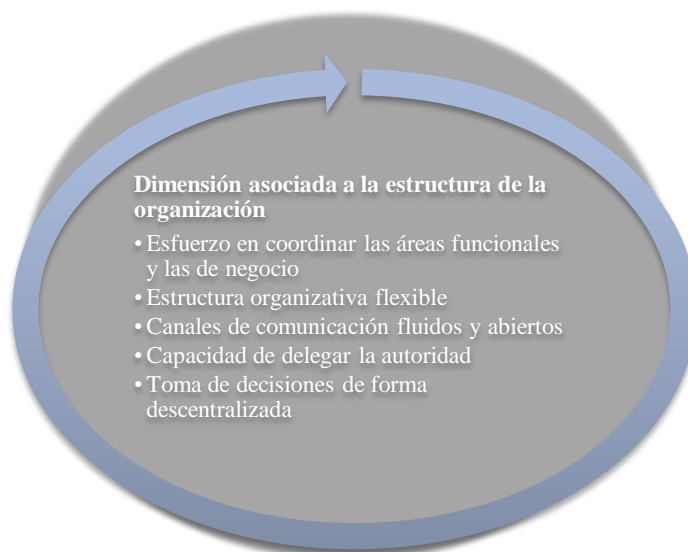 Dimensión asociada a la estructura de la
organización
• Esfuerzo en coordinar las áreas funcionales
y las de negocio
• Estructura organizativa flexible
• Canales de comunicación fluidos y abiertos
• Capacidad de delegar la autoridad
• Toma de decisiones de forma
descentralizada